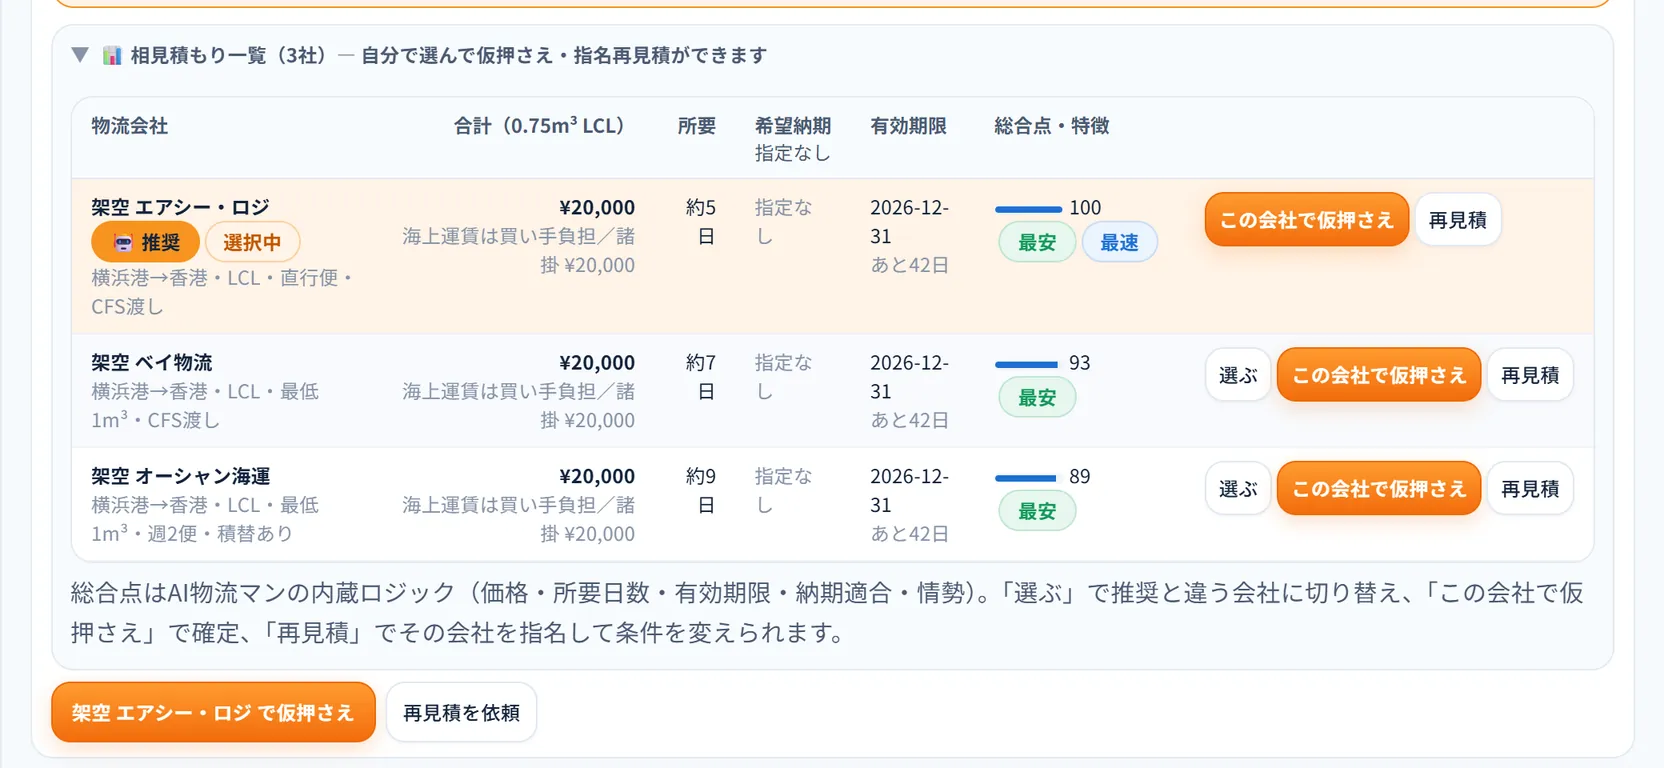 ▼ 📊 相見積もり一覧（3社）— 自分で選んで仮押さえ・指名再見積ができます
物流会社 合計（0.75m³ LCL） 所要 希望納期 有効期限 総合点・特徴
指定なし
架空 エアシー・ロジ ¥20,000 約5 指定な 2026-12- 100 この会社で仮押さえ 再見積
推奨 選択中 海上運賃は買い手負担／諸 日 し 31 最安 最速
横浜港→香港・LCL・直行便・ 掛 ¥20,000 あと42日
CFS渡し
架空 ベイ物流 ¥20,000 約7 指定な 2026-12- 93 選ぶ この会社で仮押さえ 再見積
横浜港→香港・LCL・最低 海上運賃は買い手負担／諸 日 し 31 最安
1m³・CFS渡し 掛 ¥20,000 あと42日
架空 オーシャン海運 ¥20,000 約9 指定な 2026-12- 89 選ぶ この会社で仮押さえ 再見積
横浜港→香港・LCL・最低 海上運賃は買い手負担／諸 日 し 31 最安
1m³・週2便・積替あり 掛 ¥20,000 あと42日
総合点はAI物流マンの内蔵ロジック（価格・所要日数・有効期限・納期適合・情勢）。「選ぶ」で推奨と違う会社に切り替え、「この会社で仮
押さえ」で確定、「再見積」でその会社を指名して条件を変えられます。
架空 エアシー・ロジ で仮押さえ 再見積を依頼